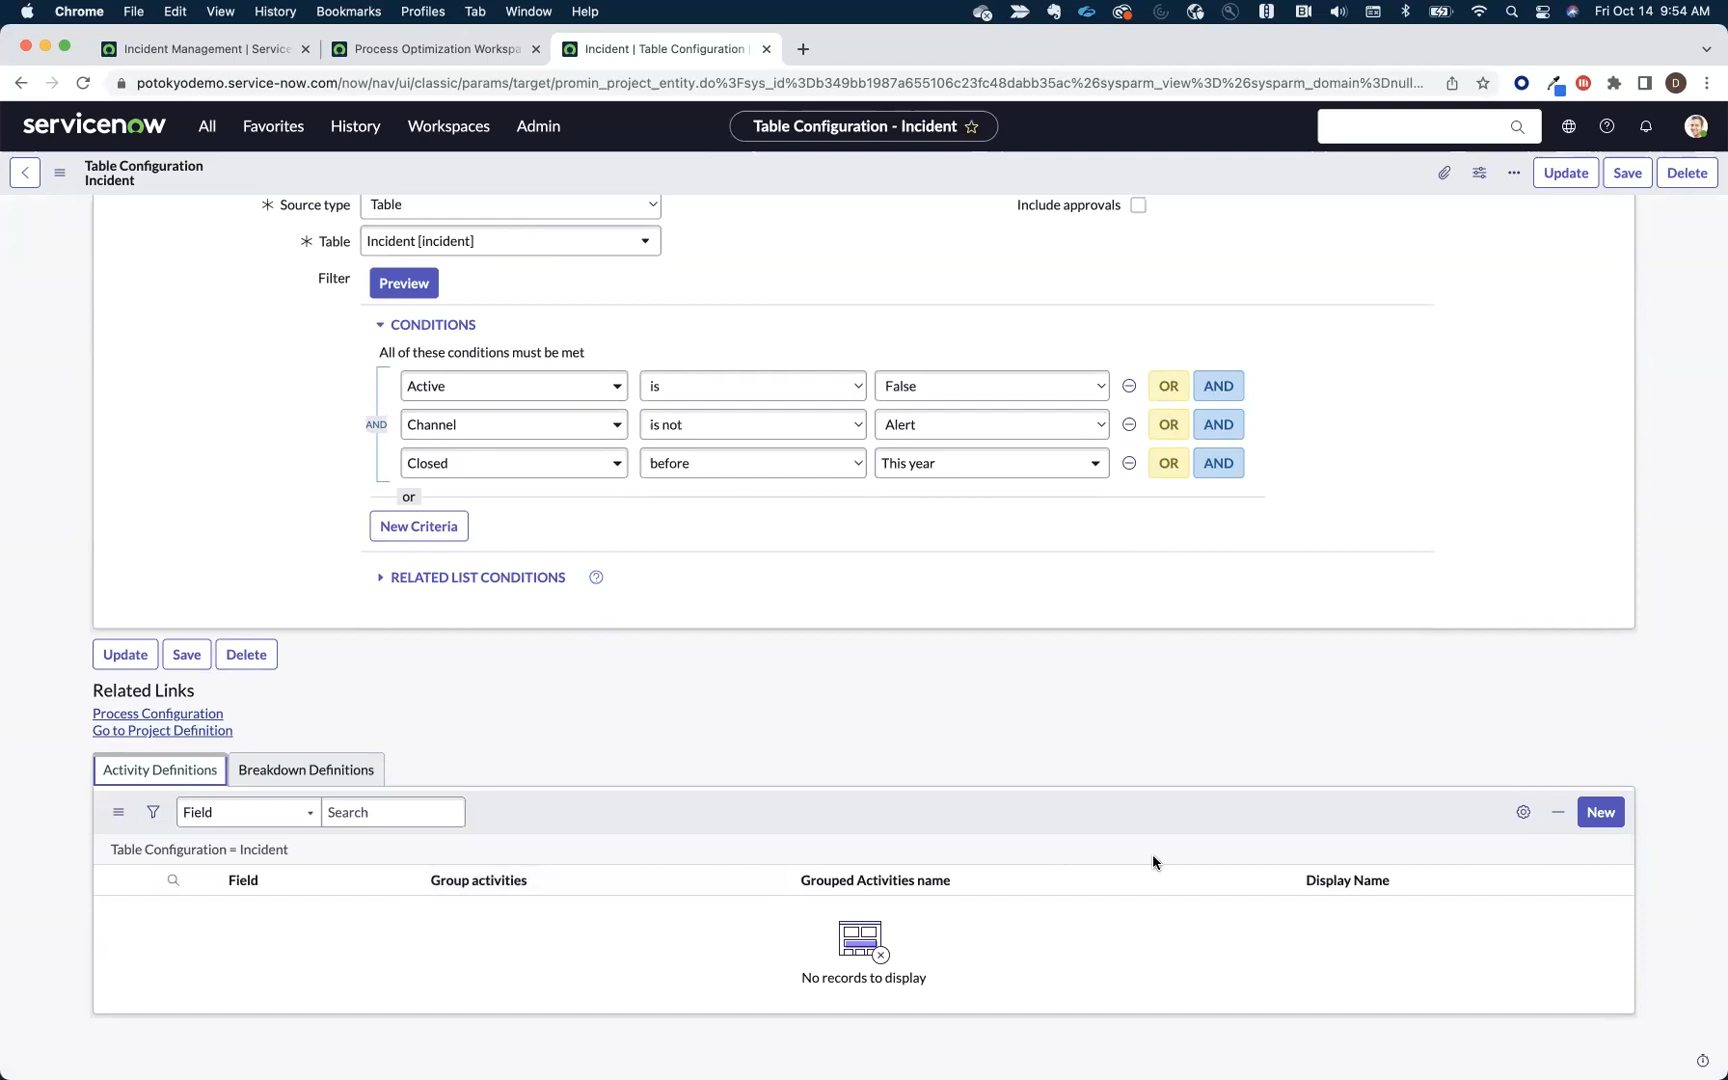 Chrome File Edit View History Bookmarks Profiles Tab Window Help Fri Oct 14 9:54 AM
Incident Management | Service Process Optimization Workspa Incident | Table Configuration
potokyodemo.service-now.com/now/nav/ui/classic/params/target/promin_project_entity.do%3Fsys_id%3Db349bb1987a655106c23fc48dabb35ac%26sysparm_view%3D%26sysparm_domain%3Dnull... D
servicenow All Favorites History Workspaces Admin Table Configuration - Incident
Table Configuration
Incident
Update Save Delete
Source type Table Include approvals
Table Incident [incident]
Filter Preview
CONDITIONS
All of these conditions must be met
Active is False OR AND
AND Channel is not Alert OR AND
Closed before This year OR AND
or
New Criteria
RELATED LIST CONDITIONS
Update Save Delete
Related Links
Process Configuration
Go to Project Definition
Activity Definitions Breakdown Definitions
Field Search New
Table Configuration = Incident
Field Group activities Grouped Activities name Display Name
No records to display